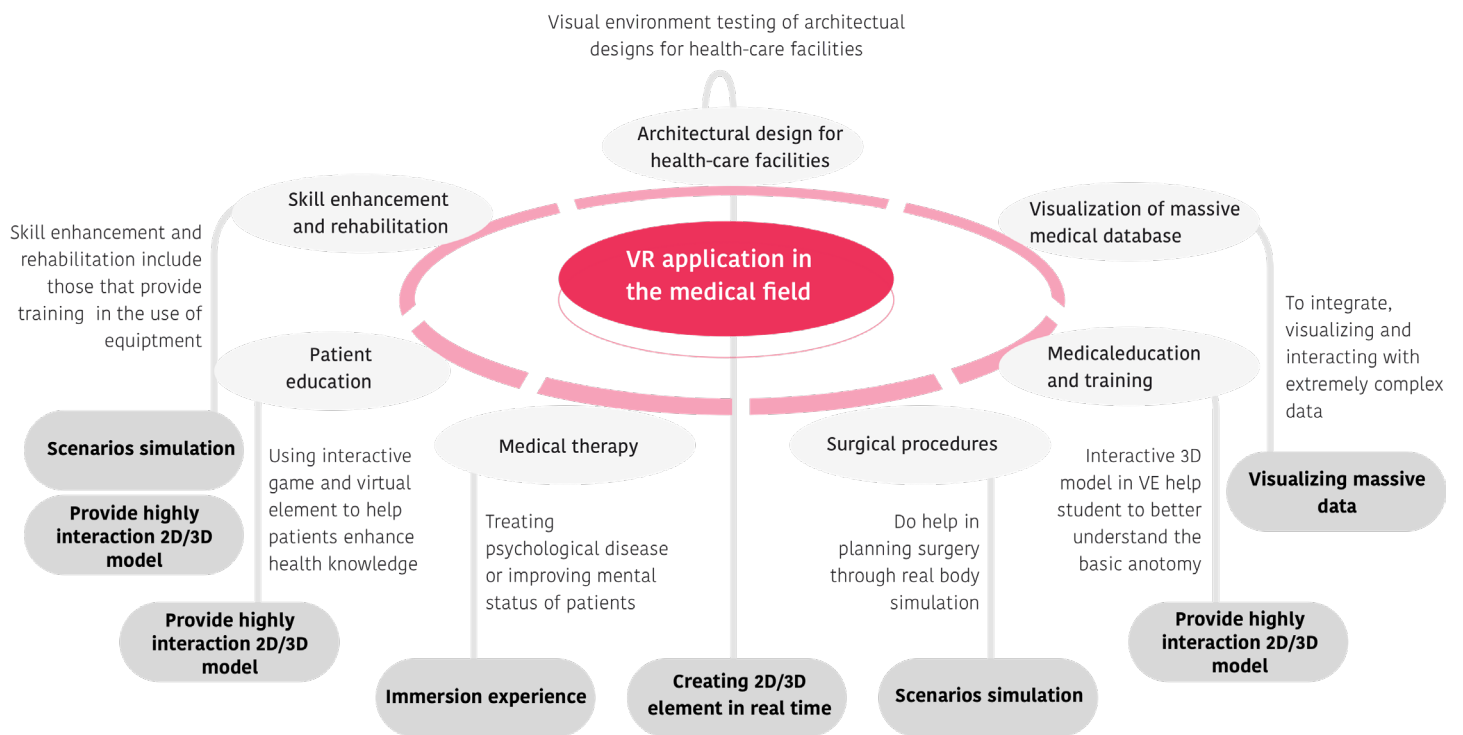 Visual environment testing of architectual
designs for health-care facilities
Architectural design for
health-care facilities
Skill enhancement
and rehabilitation
Visualization of massive
medical database
VR application in
the medical field
Skill enhancement and
rehabilitation include
those that provide
training in the use of
equiptment
To integrate,
visualizing and
interacting with
extremely complex
data
Patient
education
Medicaleducation
and training
Scenarios simulation
Provide highly
interaction 2D/3D
model
Using interactive
game and virtual
element to help
patients enhance
health knowledge
Provide highly
interaction 2D/3D
model
Medical therapy
Treating
psychological disease
or improving mental
status of patients
Immersion experience
Creating 2D/3D
element in real time
Surgical procedures
Do help in
planning surgery
through real body
simulation
Scenarios simulation
Interactive 3D
model in VE help
student to better
understand the
basic anotomy
Provide highly
interaction 2D/3D
model
Visualizing massive
data